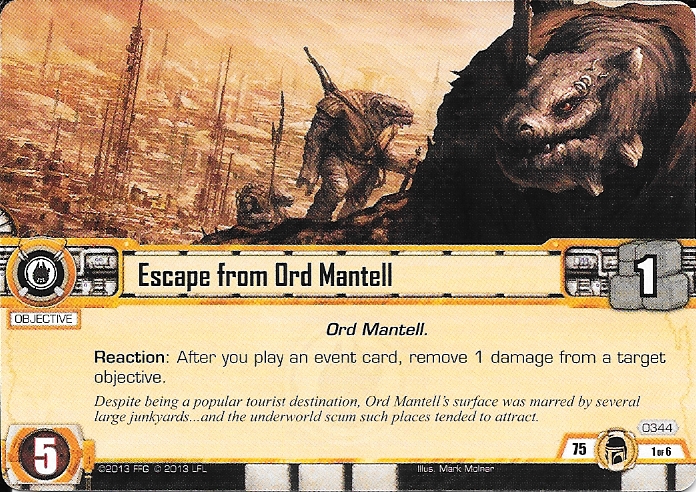 Escape from Ord Mantell
1
OBJECTIVE
Ord Mantell.
Reaction: After you play an event card, remove 1 damage from a target
objective.
Despite being a popular tourist destination, Ord Mantell's surface was marred by several
large junkyards...and the underworld scum such places tended to attract.
0344
75
1 OF 6
5
©2013 FFG © 2013 LFL
Illus. Mark Molnar